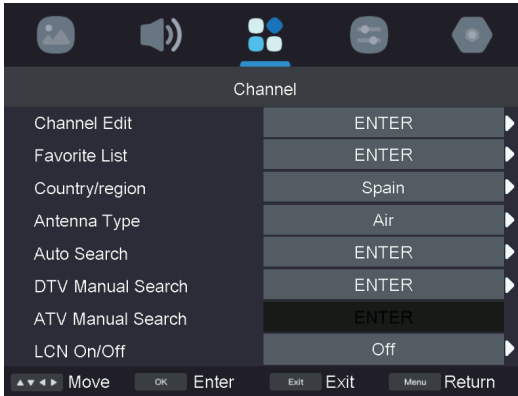 Channel
Channel Edit ENTER
Favorite List ENTER
Country/region Spain
Antenna Type Air
Auto Search ENTER
DTV Manual Search ENTER
ATV Manual Search ENTER
LCN On/Off Off
Move OK Enter Exit Exit Menu Return